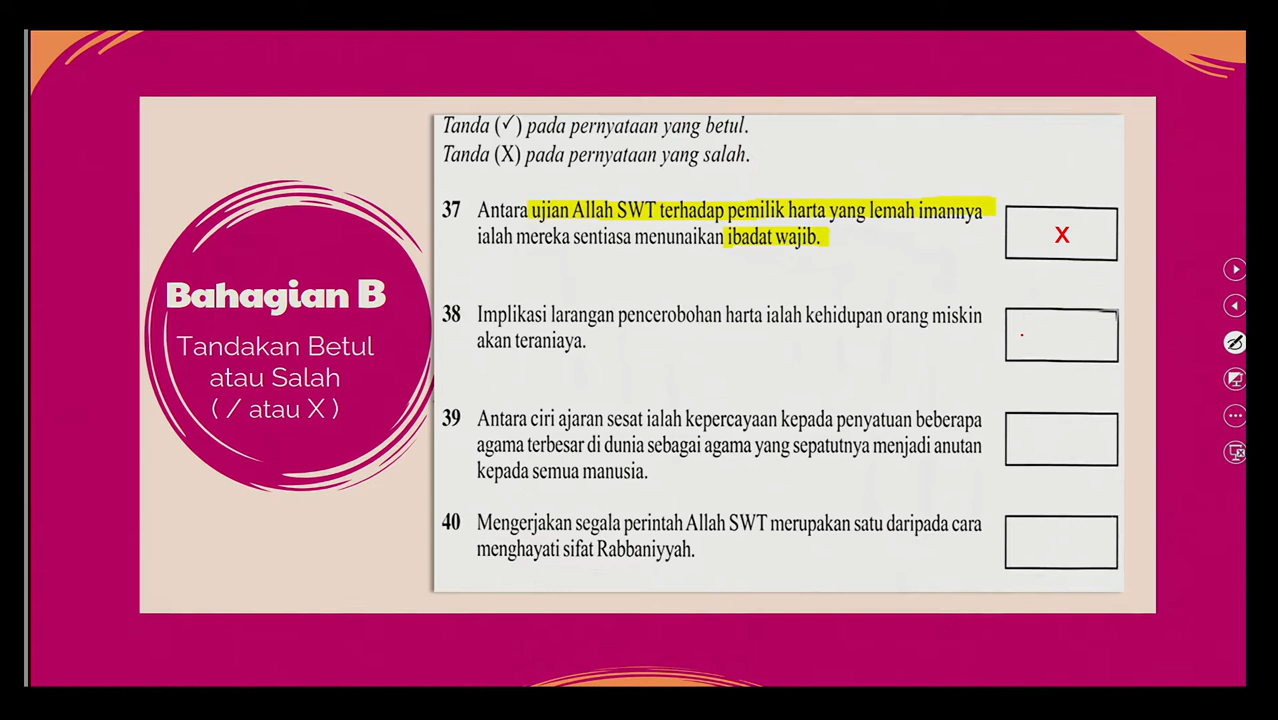 Bahagian B
Tandakan Betul
atau Salah
( / atau X )
Tanda (✓) pada pernyataan yang betul.
Tanda (X) pada pernyataan yang salah.
37 Antara ujian Allah SWT terhadap pemilik harta yang lemah imannya
ialah mereka sentiasa menunaikan ibadat wajib.
X
38 Implikasi larangan pencerobohan harta ialah kehidupan orang miskin
akan teraniaya.
39 Antara ciri ajaran sesat ialah kepercayaan kepada penyatuan beberapa
agama terbesar di dunia sebagai agama yang sepatutnya menjadi anutan
kepada semua manusia.
40 Mengerjakan segala perintah Allah SWT merupakan satu daripada cara
menghayati sifat Rabbaniyyah.